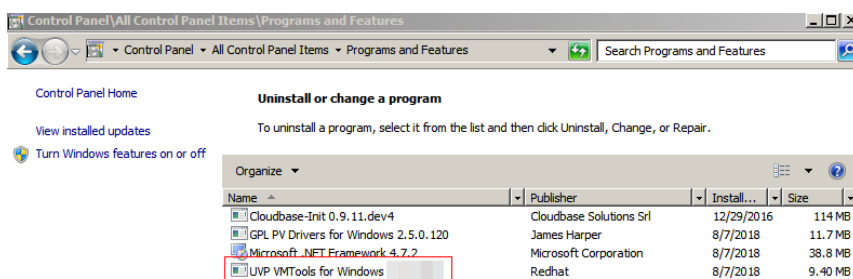 Control Panel\All Control Panel Items\Programs and Features
Control Panel All Control Panel Items Programs and Features Search Programs and Features
Control Panel Home
View installed updates
Turn Windows features on or off
Uninstall or change a program
To uninstall a program, select it from the list and then click Uninstall, Change, or Repair.
Organize
Name Publisher Install... Size
Cloudbase-Init 0.9.11.dev4 Cloudbase Solutions Srl 12/29/2016 114 MB
GPL PV Drivers for Windows 2.5.0.120 James Harper 8/7/2018 11.7 MB
Microsoft .NET Framework 4.7.2 Microsoft Corporation 8/7/2018 38.8 MB
UVP VMTools for Windows Redhat 8/7/2018 9.40 MB